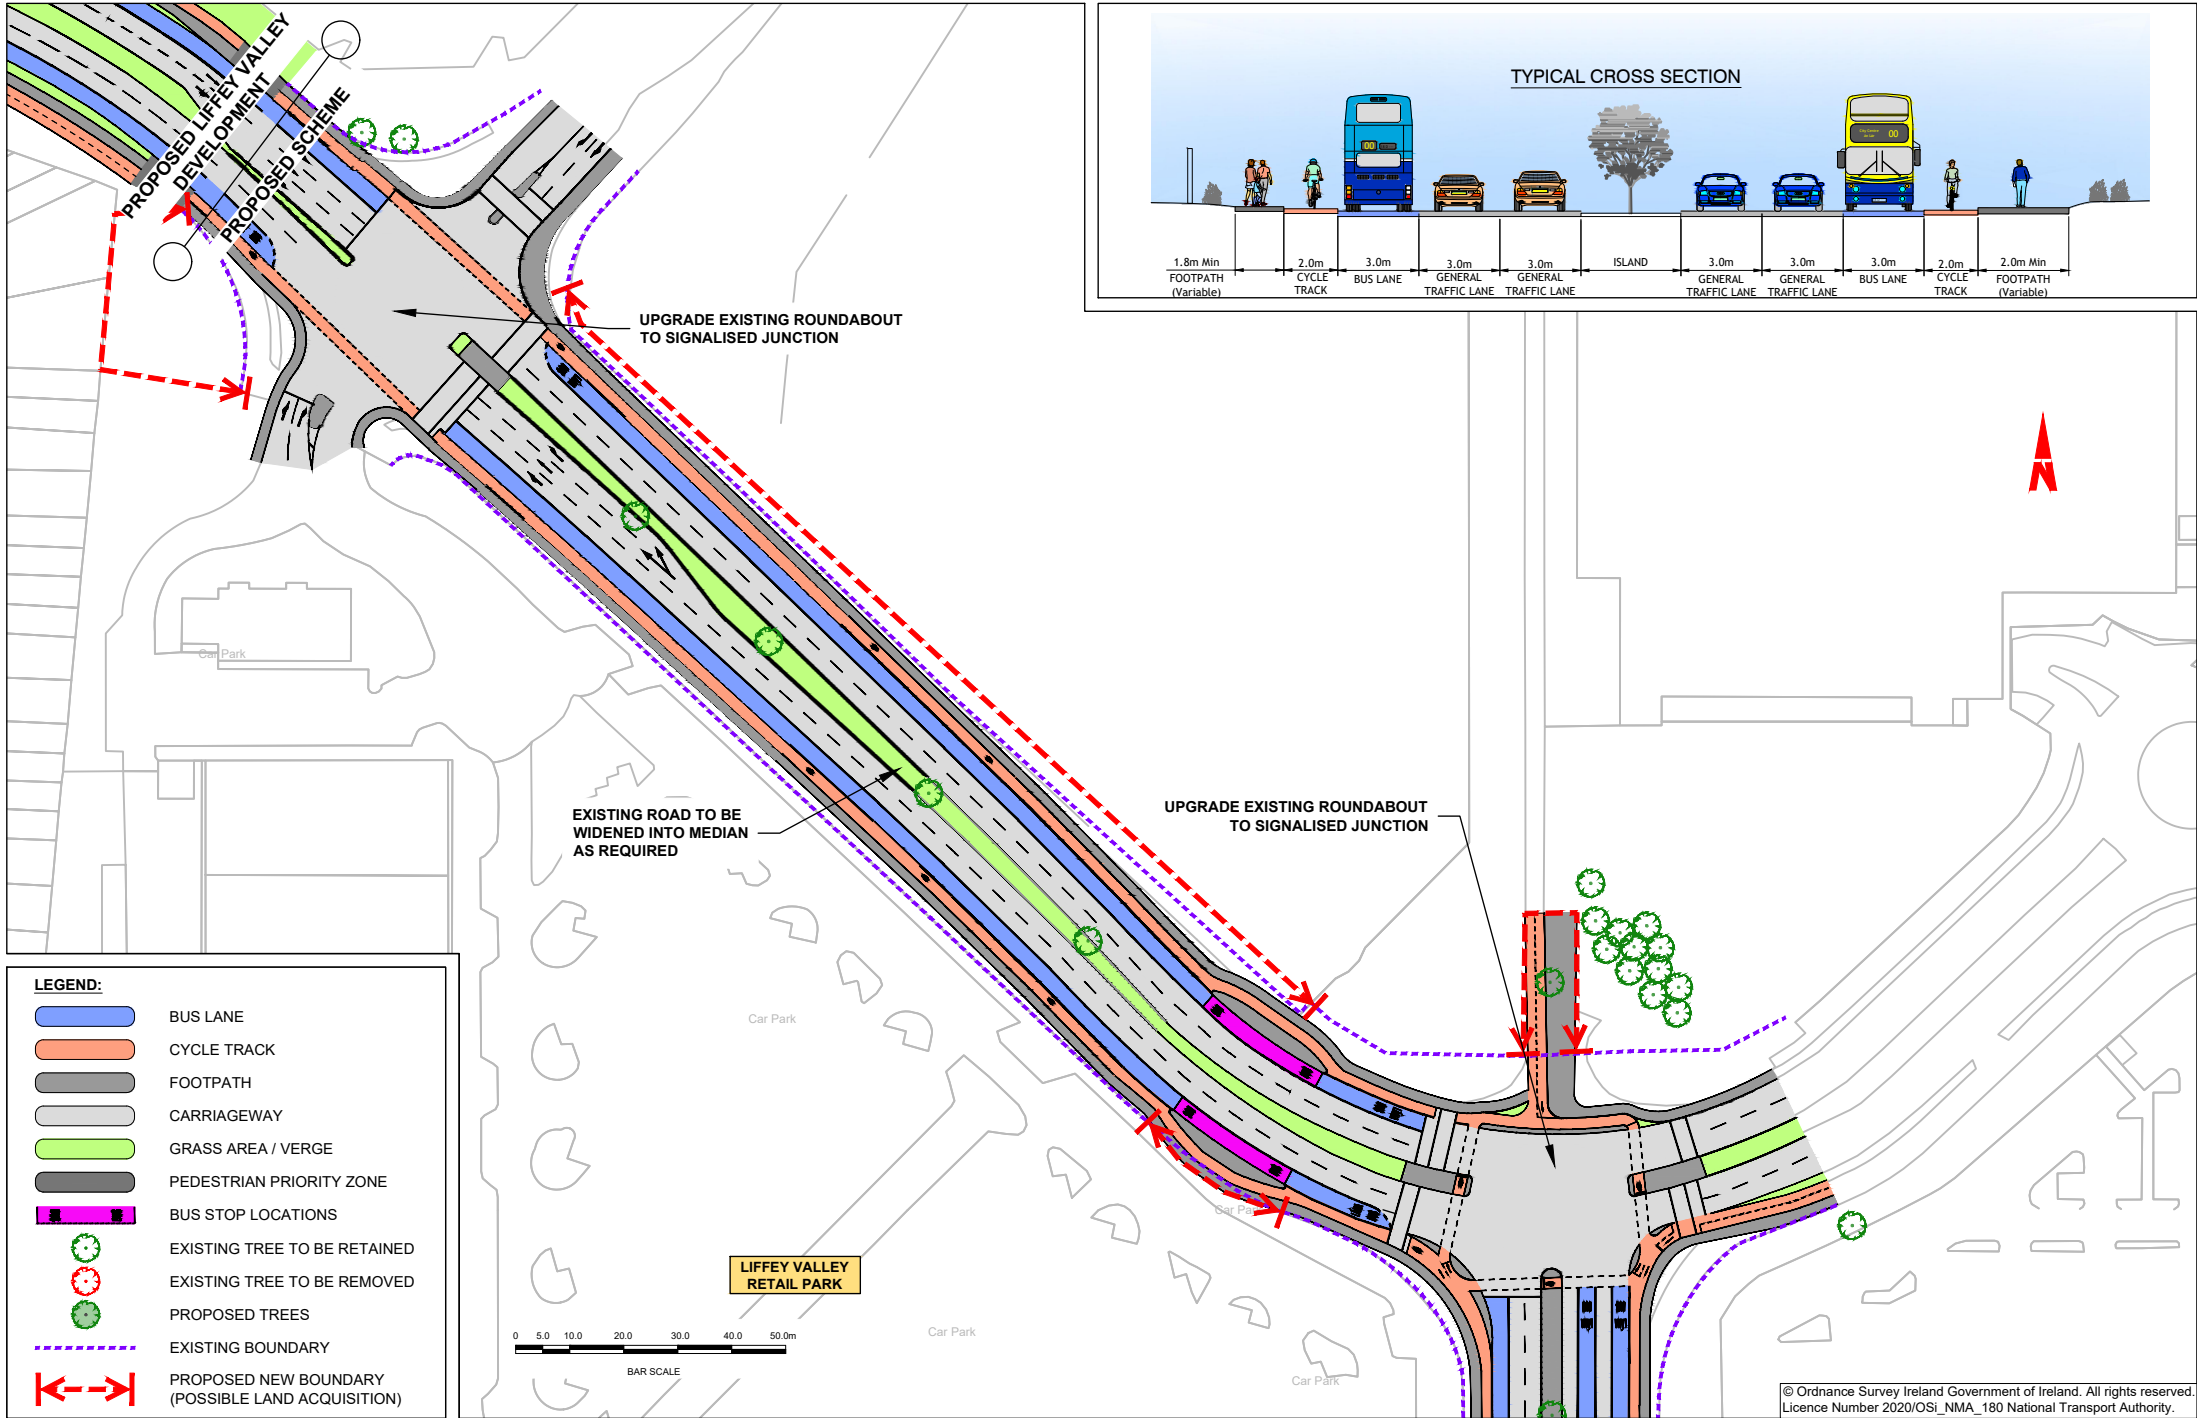 PROPOSED LIFFEY VALLEY
DEVELOPMENT
PROPOSED SCHEME
TYPICAL CROSS SECTION
00
00
1.8m Min
FOOTPATH
(Variable)
2.0m
CYCLE
TRACK
3.0m
BUS LANE
3.0m
GENERAL
TRAFFIC LANE
3.0m
GENERAL
TRAFFIC LANE
ISLAND
3.0m
GENERAL
TRAFFIC LANE
3.0m
GENERAL
TRAFFIC LANE
3.0m
BUS LANE
2.0m
CYCLE
TRACK
2.0m Min
FOOTPATH
(Variable)
UPGRADE EXISTING ROUNDABOUT
TO SIGNALISED JUNCTION
N
Car Park
EXISTING ROAD TO BE
WIDENED INTO MEDIAN
AS REQUIRED
UPGRADE EXISTING ROUNDABOUT
TO SIGNALISED JUNCTION
Car Park
Car Park
LIFFEY VALLEY
RETAIL PARK
Car Park
Car Park
0 5.0 10.0 20.0 30.0 40.0 50.0m
BAR SCALE
LEGEND:
BUS LANE
CYCLE TRACK
FOOTPATH
CARRIAGEWAY
GRASS AREA / VERGE
PEDESTRIAN PRIORITY ZONE
BUS STOP LOCATIONS
EXISTING TREE TO BE RETAINED
EXISTING TREE TO BE REMOVED
PROPOSED TREES
EXISTING BOUNDARY
PROPOSED NEW BOUNDARY
(POSSIBLE LAND ACQUISITION)
© Ordnance Survey Ireland Government of Ireland. All rights reserved.
Licence Number 2020/OSi_NMA_180 National Transport Authority.